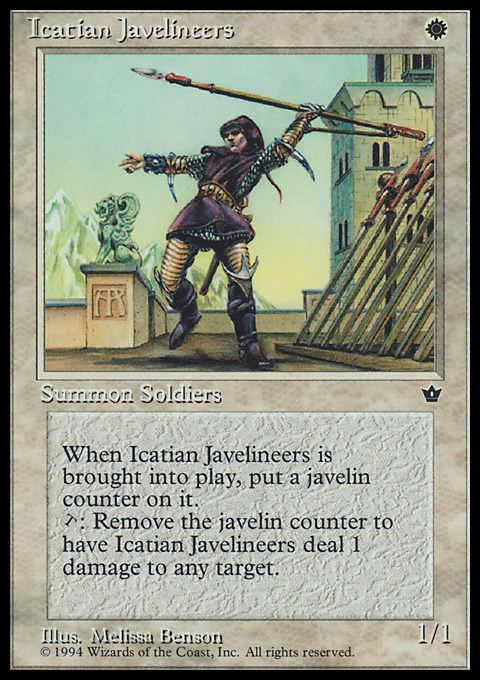 Icatian Javelineers
Summon Soldiers
When Icatian Javelineers is
brought into play, put a javelin
counter on it.
: Remove the javelin counter to
have Icatian Javelineers deal 1
damage to any target.
Illus. Melissa Benson
1/1
© 1994 Wizards of the Coast, Inc. All rights reserved.